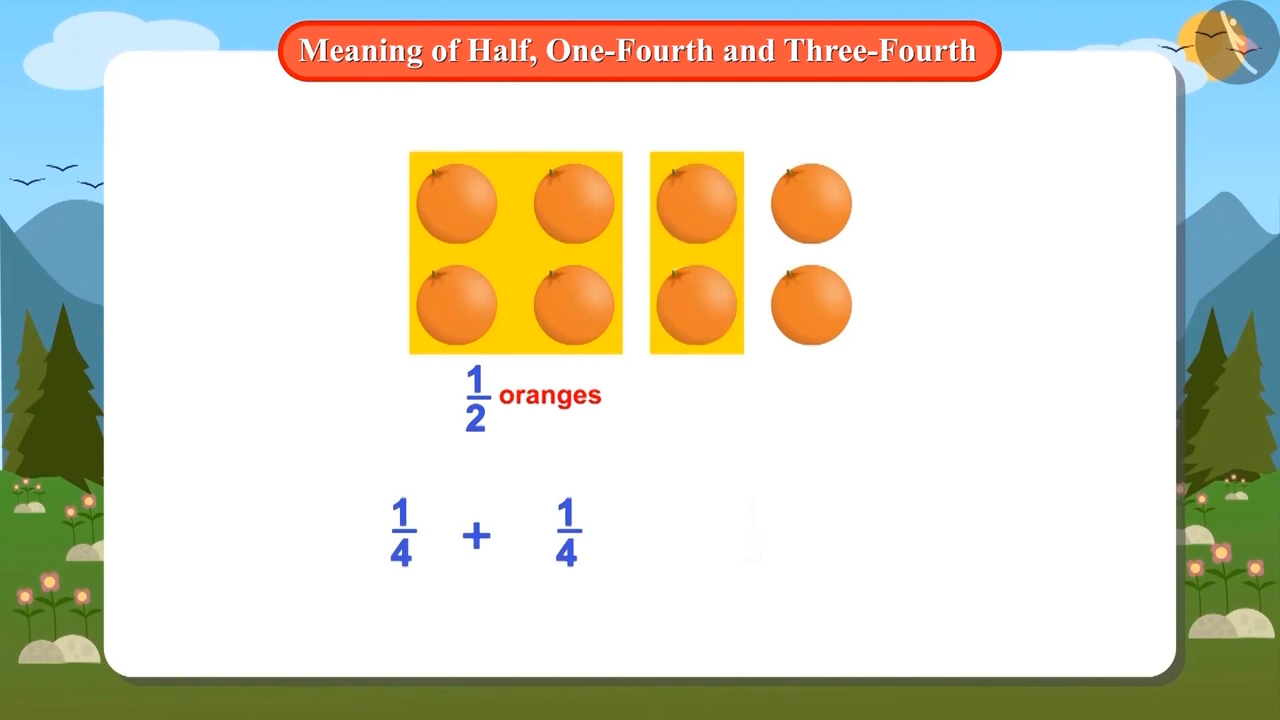 Meaning of Half, One-Fourth and Three-Fourth
1/2 oranges
1/4 + 1/4